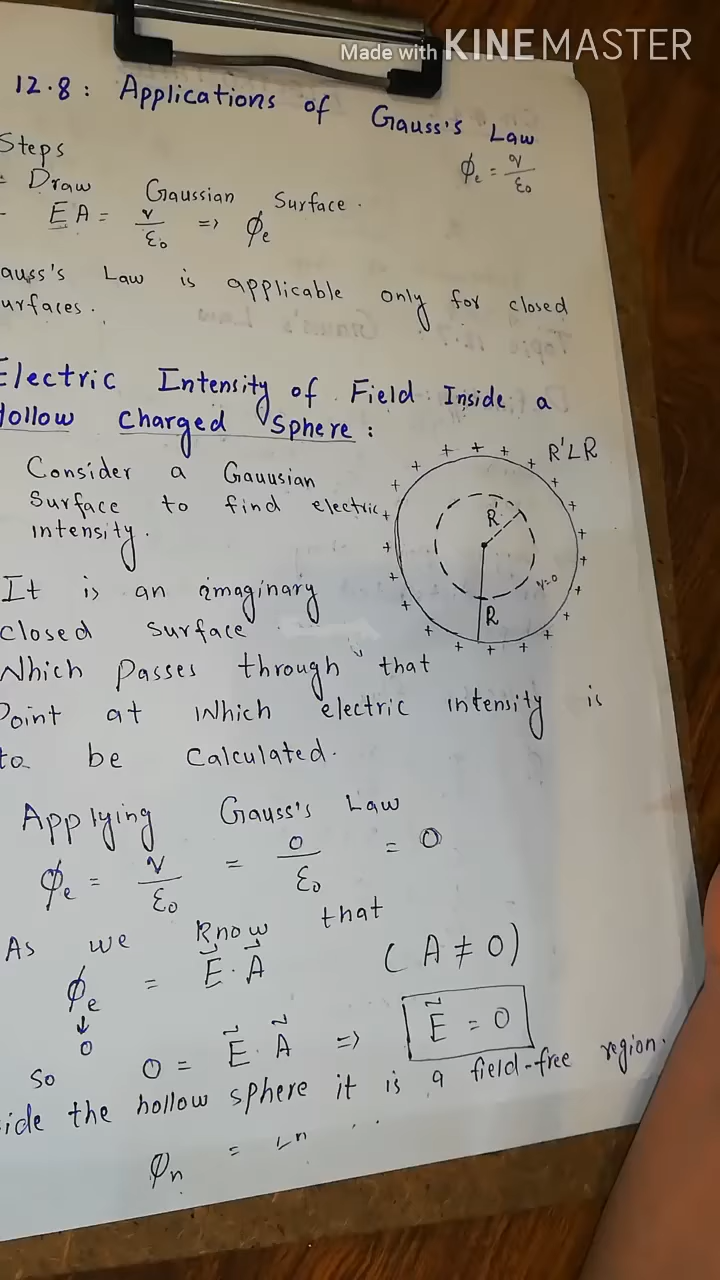 Made with KINEMASTER
12.8: Applications of Gauss's Law
Steps
Draw Gaussian Surface.
ϕe = q/ε₀
EA = q/ε₀ => ϕe
auss's Law is applicable only for closed
urfaces.
Electric Intensity of Field Inside a
Hollow Charged Sphere:
R'<R
Consider a Gauusian
Surface to find electric
intensity.
R'
q=0
R
It is an imaginary
closed surface
Which passes through that
Point at which electric intensity is
to be calculated.
Applying Gauss's Law
ϕe = q/ε₀ = 0/ε₀ = 0
As we know that
ϕe = E⃗ · A⃗ (A ≠ 0)
↓
0
So 0 = E⃗ · A⃗ => E⃗ = 0
ide the hollow sphere it is a field-free region.